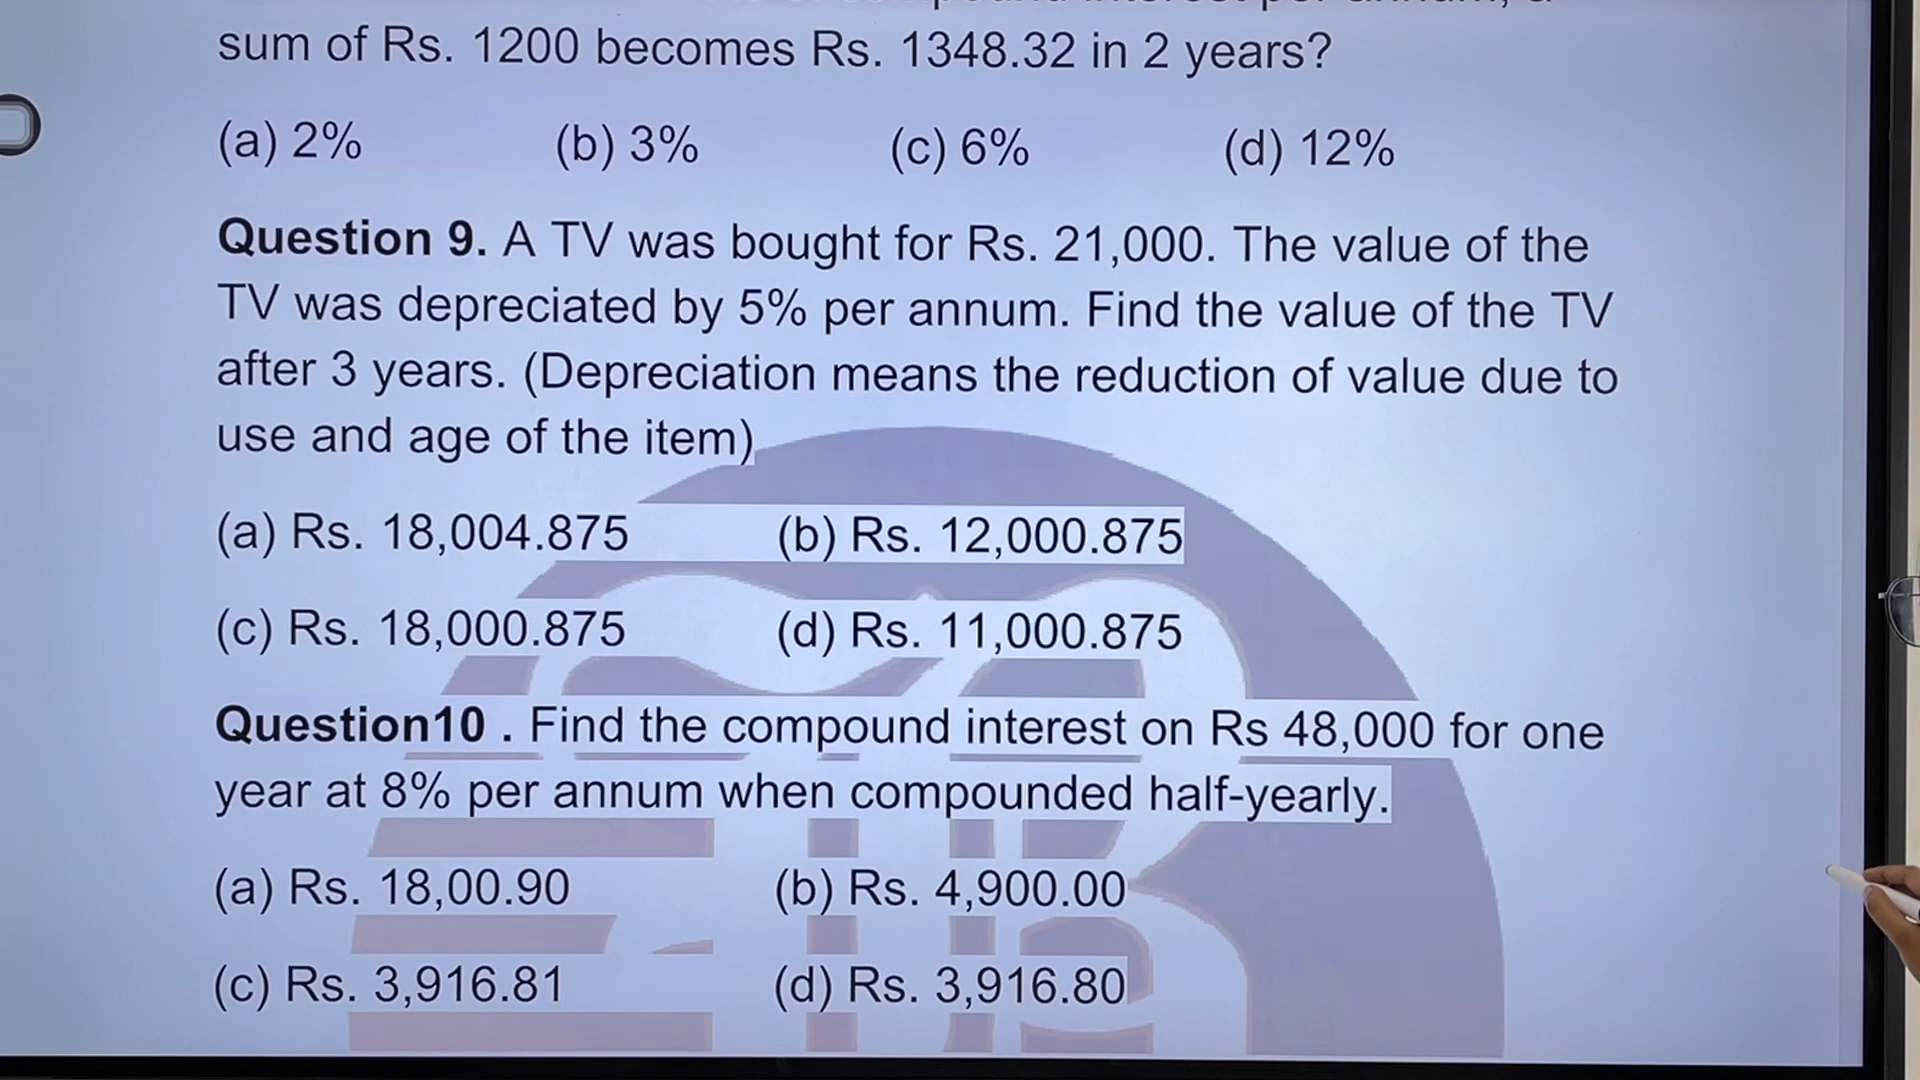 sum of Rs. 1200 becomes Rs. 1348.32 in 2 years?
(a) 2% (b) 3% (c) 6% (d) 12%
Question 9. A TV was bought for Rs. 21,000. The value of the
TV was depreciated by 5% per annum. Find the value of the TV
after 3 years. (Depreciation means the reduction of value due to
use and age of the item)
(a) Rs. 18,004.875 (b) Rs. 12,000.875
(c) Rs. 18,000.875 (d) Rs. 11,000.875
Question10 . Find the compound interest on Rs 48,000 for one
year at 8% per annum when compounded half-yearly.
(a) Rs. 18,00.90 (b) Rs. 4,900.00
(c) Rs. 3,916.81 (d) Rs. 3,916.80